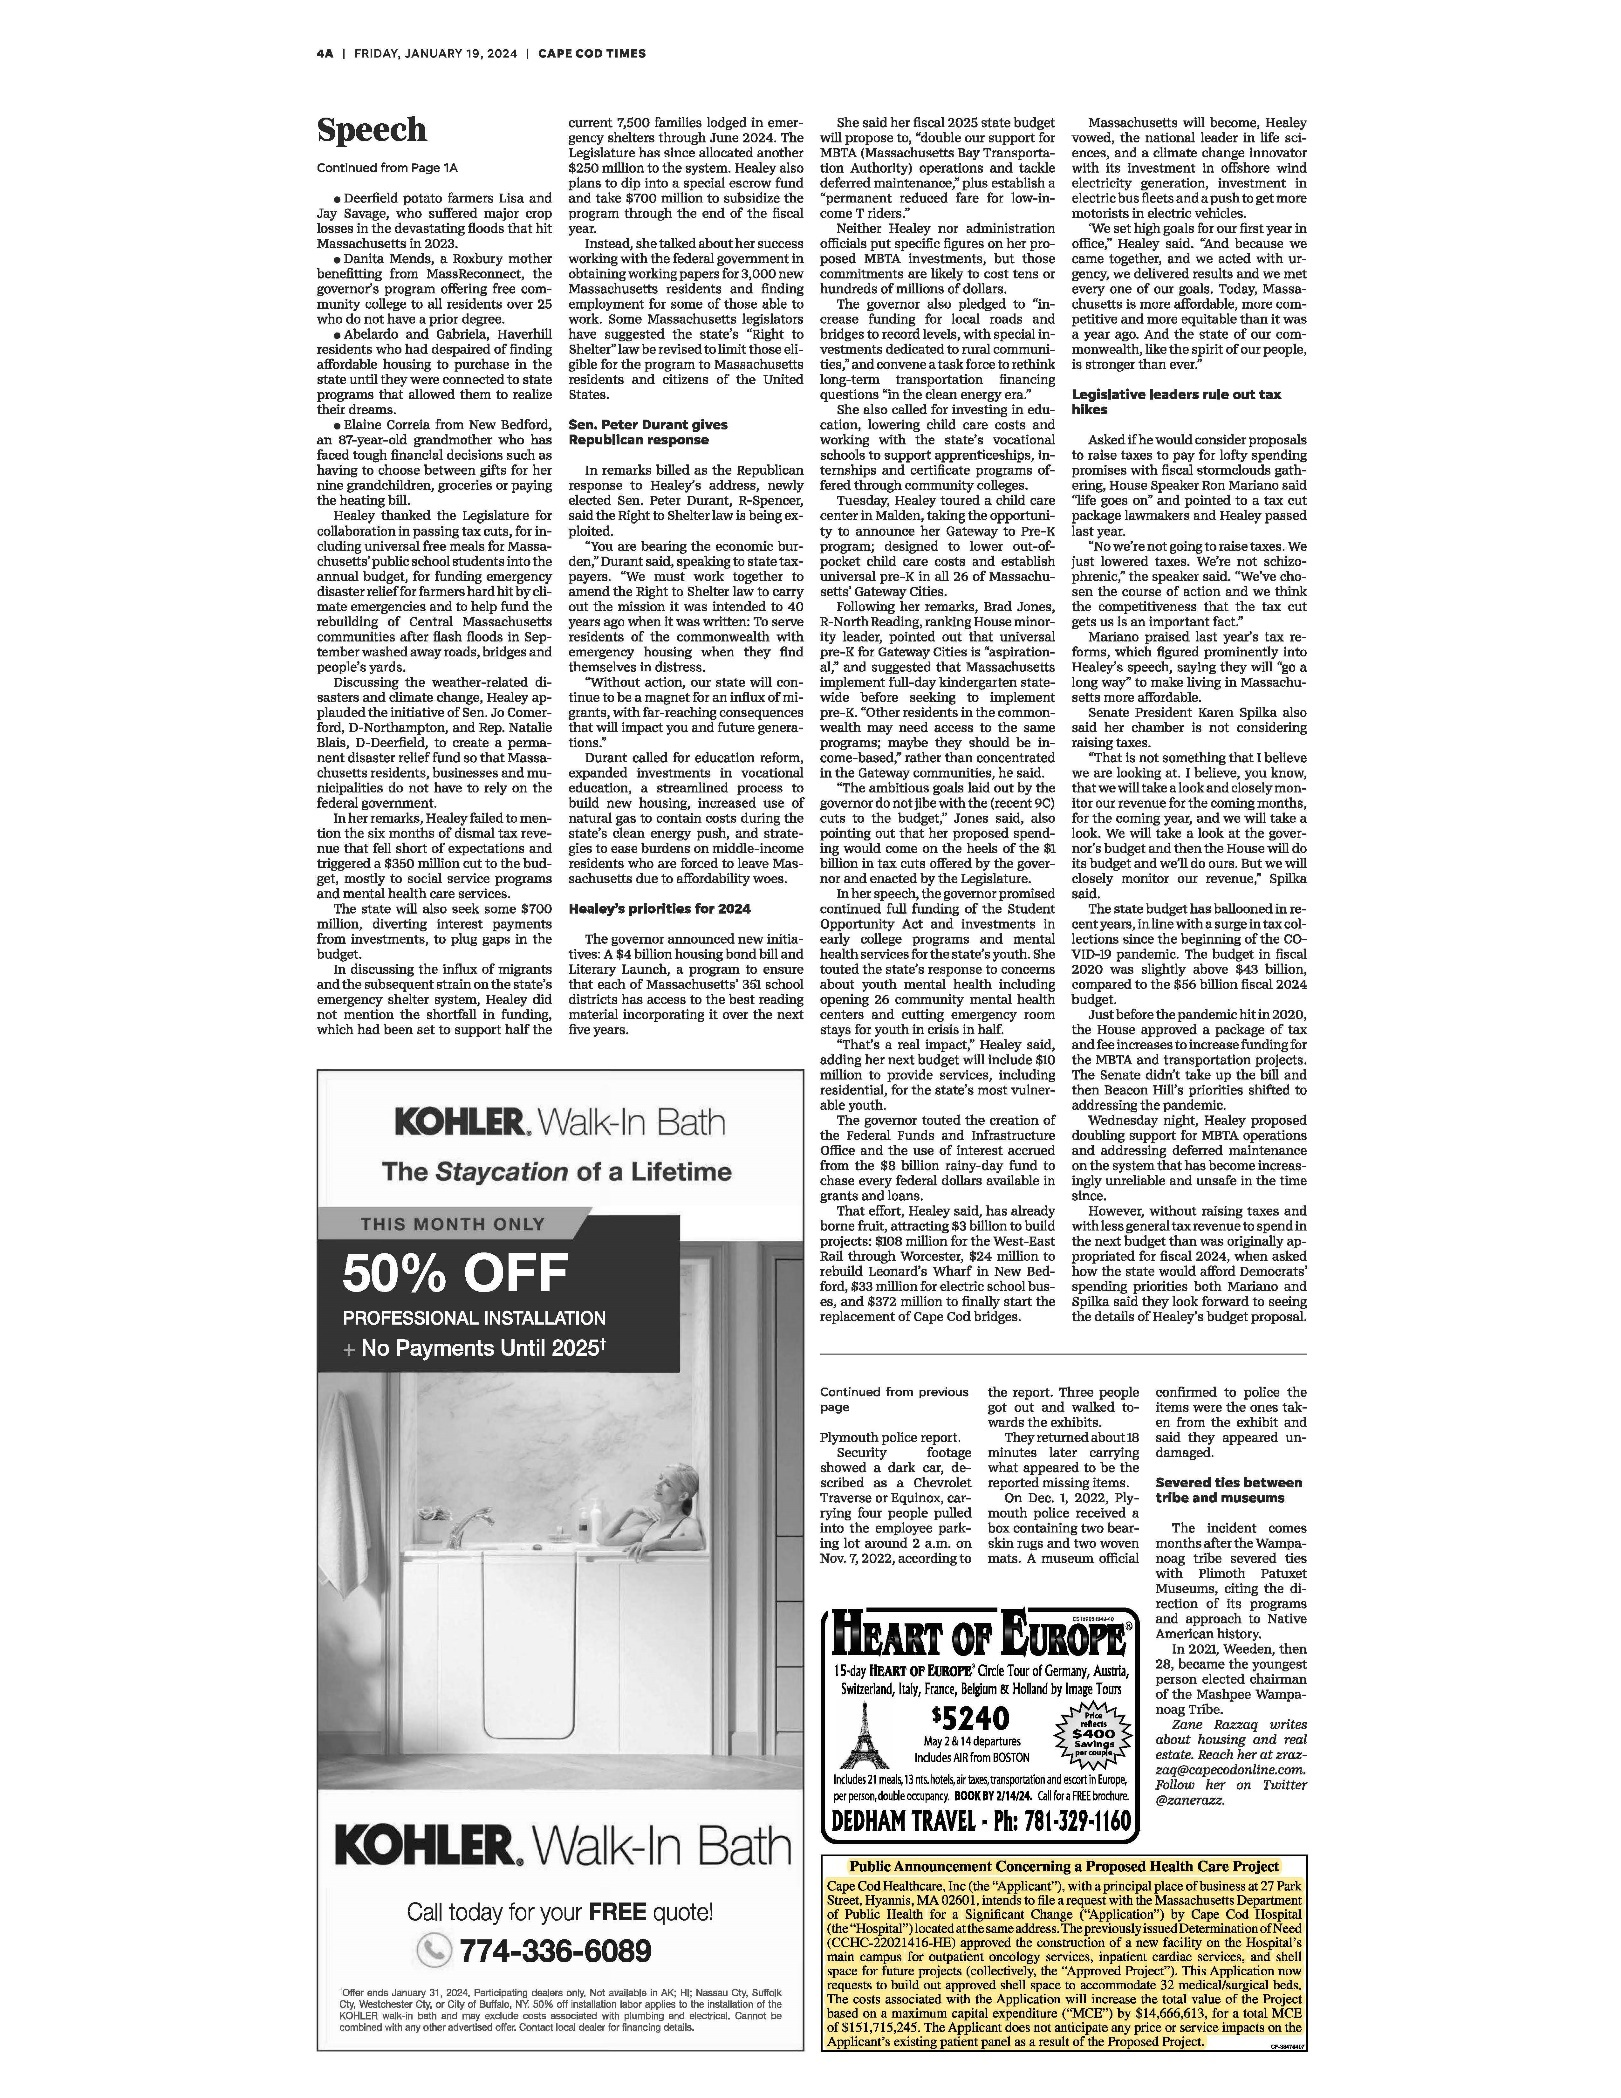 4A | FRIDAY, JANUARY 19, 2024 | CAPE COD TIMES
Speech
Continued from Page 1A
● Deerfield potato farmers Lisa and
Jay Savage, who suffered major crop
losses in the devastating floods that hit
Massachusetts in 2023.
● Danita Mends, a Roxbury mother
benefitting from MassReconnect, the
governor's program offering free com-
munity college to all residents over 25
who do not have a prior degree.
● Abelardo and Gabriela, Haverhill
residents who had despaired of finding
affordable housing to purchase in the
state until they were connected to state
programs that allowed them to realize
their dreams.
● Elaine Correia from New Bedford,
an 87-year-old grandmother who has
faced tough financial decisions such as
having to choose between gifts for her
nine grandchildren, groceries or paying
the heating bill.
Healey thanked the Legislature for
collaboration in passing tax cuts, for in-
cluding universal free meals for Massa-
chusetts' public school students into the
annual budget, for funding emergency
disaster relief for farmers hard hit by cli-
mate emergencies and to help fund the
rebuilding of Central Massachusetts
communities after flash floods in Sep-
tember washed away roads, bridges and
people's yards.
Discussing the weather-related di-
sasters and climate change, Healey ap-
plauded the initiative of Sen. Jo Comer-
ford, D-Northampton, and Rep. Natalie
Blais, D-Deerfield, to create a perma-
nent disaster relief fund so that Massa-
chusetts residents, businesses and mu-
nicipalities do not have to rely on the
federal government.
In her remarks, Healey failed to men-
tion the six months of dismal tax reve-
nue that fell short of expectations and
triggered a $350 million cut to the bud-
get, mostly to social service programs
and mental health care services.
The state will also seek some $700
million, diverting interest payments
from investments, to plug gaps in the
budget.
In discussing the influx of migrants
and the subsequent strain on the state's
emergency shelter system, Healey did
not mention the shortfall in funding,
which had been set to support half the
current 7,500 families lodged in emer-
gency shelters through June 2024. The
Legislature has since allocated another
$250 million to the system. Healey also
plans to dip into a special escrow fund
and take $700 million to subsidize the
program through the end of the fiscal
year.
Instead, she talked about her success
working with the federal government in
obtaining working papers for 3,000 new
Massachusetts residents and finding
employment for some of those able to
work. Some Massachusetts legislators
have suggested the state's "Right to
Shelter" law be revised to limit those eli-
gible for the program to Massachusetts
residents and citizens of the United
States.
Sen. Peter Durant gives
Republican response
In remarks billed as the Republican
response to Healey's address, newly
elected Sen. Peter Durant, R-Spencer,
said the Right to Shelter law is being ex-
ploited.
"You are bearing the economic bur-
den," Durant said, speaking to state tax-
payers. "We must work together to
amend the Right to Shelter law to carry
out the mission it was intended to 40
years ago when it was written: To serve
residents of the commonwealth with
emergency housing when they find
themselves in distress.
"Without action, our state will con-
tinue to be a magnet for an influx of mi-
grants, with far-reaching consequences
that will impact you and future genera-
tions."
Durant called for education reform,
expanded investments in vocational
education, a streamlined process to
build new housing, increased use of
natural gas to contain costs during the
state's clean energy push, and strate-
gies to ease burdens on middle-income
residents who are forced to leave Mas-
sachusetts due to affordability woes.
Healey's priorities for 2024
The governor announced new initia-
tives: A $4 billion housing bond bill and
Literary Launch, a program to ensure
that each of Massachusetts' 351 school
districts has access to the best reading
material incorporating it over the next
five years.
She said her fiscal 2025 state budget
will propose to, "double our support for
MBTA (Massachusetts Bay Transporta-
tion Authority) operations and tackle
deferred maintenance," plus establish a
"permanent reduced fare for low-in-
come T riders."
Neither Healey nor administration
officials put specific figures on her pro-
posed MBTA investments, but those
commitments are likely to cost tens or
hundreds of millions of dollars.
The governor also pledged to "in-
crease funding for local roads and
bridges to record levels, with special in-
vestments dedicated to rural communi-
ties," and convene a task force to rethink
long-term transportation financing
questions "in the clean energy era."
She also called for investing in edu-
cation, lowering child care costs and
working with the state's vocational
schools to support apprenticeships, in-
ternships and certificate programs of-
fered through community colleges.
Tuesday, Healey toured a child care
center in Malden, taking the opportuni-
ty to announce her Gateway to Pre-K
program; designed to lower out-of-
pocket child care costs and establish
universal pre-K in all 26 of Massachu-
setts' Gateway Cities.
Following her remarks, Brad Jones,
R-North Reading, ranking House minor-
ity leader, pointed out that universal
pre-K for Gateway Cities is "aspiration-
al," and suggested that Massachusetts
implement full-day kindergarten state-
wide before seeking to implement
pre-K. "Other residents in the common-
wealth may need access to the same
programs; maybe they should be in-
come-based," rather than concentrated
in the Gateway communities, he said.
"The ambitious goals laid out by the
governor do not jibe with the (recent 9C)
cuts to the budget," Jones said, also
pointing out that her proposed spend-
ing would come on the heels of the $1
billion in tax cuts offered by the gover-
nor and enacted by the Legislature.
In her speech, the governor promised
continued full funding of the Student
Opportunity Act and investments in
early college programs and mental
health services for the state's youth. She
touted the state's response to concerns
about youth mental health including
opening 26 community mental health
centers and cutting emergency room
stays for youth in crisis in half.
"That's a real impact," Healey said,
adding her next budget will include $10
million to provide services, including
residential, for the state's most vulner-
able youth.
The governor touted the creation of
the Federal Funds and Infrastructure
Office and the use of interest accrued
from the $8 billion rainy-day fund to
chase every federal dollars available in
grants and loans.
That effort, Healey said, has already
borne fruit, attracting $3 billion to build
projects: $108 million for the West-East
Rail through Worcester, $24 million to
rebuild Leonard's Wharf in New Bed-
ford, $33 million for electric school bus-
es, and $372 million to finally start the
replacement of Cape Cod bridges.
Massachusetts will become, Healey
vowed, the national leader in life sci-
ences, and a climate change innovator
with its investment in offshore wind
electricity generation, investment in
electric bus fleets and a push to get more
motorists in electric vehicles.
"We set high goals for our first year in
office," Healey said. "And because we
came together, and we acted with ur-
gency, we delivered results and we met
every one of our goals. Today, Massa-
chusetts is more affordable, more com-
petitive and more equitable than it was
a year ago. And the state of our com-
monwealth, like the spirit of our people,
is stronger than ever."
Legislative leaders rule out tax
hikes
Asked if he would consider proposals
to raise taxes to pay for lofty spending
promises with fiscal stormclouds gath-
ering, House Speaker Ron Mariano said
"life goes on" and pointed to a tax cut
package lawmakers and Healey passed
last year.
"No we're not going to raise taxes. We
just lowered taxes. We're not schizo-
phrenic," the speaker said. "We've cho-
sen the course of action and we think
the competitiveness that the tax cut
gets us is an important fact."
Mariano praised last year's tax re-
forms, which figured prominently into
Healey's speech, saying they will "go a
long way" to make living in Massachu-
setts more affordable.
Senate President Karen Spilka also
said her chamber is not considering
raising taxes.
"That is not something that I believe
we are looking at. I believe, you know,
that we will take a look and closely mon-
itor our revenue for the coming months,
for the coming year, and we will take a
look. We will take a look at the gover-
nor's budget and then the House will do
its budget and we'll do ours. But we will
closely monitor our revenue," Spilka
said.
The state budget has ballooned in re-
cent years, in line with a surge in tax col-
lections since the beginning of the CO-
VID-19 pandemic. The budget in fiscal
2020 was slightly above $43 billion,
compared to the $56 billion fiscal 2024
budget.
Just before the pandemic hit in 2020,
the House approved a package of tax
and fee increases to increase funding for
the MBTA and transportation projects.
The Senate didn't take up the bill and
then Beacon Hill's priorities shifted to
addressing the pandemic.
Wednesday night, Healey proposed
doubling support for MBTA operations
and addressing deferred maintenance
on the system that has become increas-
ingly unreliable and unsafe in the time
since.
However, without raising taxes and
with less general tax revenue to spend in
the next budget than was originally ap-
propriated for fiscal 2024, when asked
how the state would afford Democrats'
spending priorities both Mariano and
Spilka said they look forward to seeing
the details of Healey's budget proposal.
KOHLER. Walk-In Bath
The Staycation of a Lifetime
THIS MONTH ONLY
50% OFF
PROFESSIONAL INSTALLATION
+ No Payments Until 2025†
KOHLER. Walk-In Bath
Call today for your FREE quote!
774-336-6089
Offer ends January 31, 2024. Participating dealers only. Not available in AK; HI; Nassau Cty, Suffolk
Cty, Westchester Cty, or City of Buffalo, NY. 50% off installation labor applies to the installation of the
KOHLER walk-in bath and may exclude costs associated with plumbing and electrical. Cannot be
combined with any other advertised offer. Contact local dealer for financing details.
Continued from previous
page
Plymouth police report.
Security footage
showed a dark car, de-
scribed as a Chevrolet
Traverse or Equinox, car-
rying four people pulled
into the employee park-
ing lot around 2 a.m. on
Nov. 7, 2022, according to
the report. Three people
got out and walked to-
wards the exhibits.
They returned about 18
minutes later carrying
what appeared to be the
reported missing items.
On Dec. 1, 2022, Ply-
mouth police received a
box containing two bear-
skin rugs and two woven
mats. A museum official
confirmed to police the
items were the ones tak-
en from the exhibit and
said they appeared un-
damaged.
Severed ties between
tribe and museums
The incident comes
months after the Wampa-
noag tribe severed ties
with Plimoth Patuxet
Museums, citing the di-
rection of its programs
and approach to Native
American history.
In 2021, Weeden, then
28, became the youngest
person elected chairman
of the Mashpee Wampa-
noag Tribe.
Zane Razzaq writes
about housing and real
estate. Reach her at zraz-
zaq@capecodonline.com.
Follow her on Twitter
@zanerazz.
HEART OF EUROPE®
15-day HEART OF EUROPE® Circle Tour of Germany, Austria,
Switzerland, Italy, France, Belgium & Holland by Image Tours
$5240
May 2 & 14 departures
Includes AIR from BOSTON
Price
reflects
$400
savings
per couple
Includes 21 meals, 13 nts. hotels, air taxes, transportation and escort in Europe,
per person, double occupancy. BOOK BY 2/14/24. Call for a FREE brochure.
DEDHAM TRAVEL - Ph: 781-329-1160
Public Announcement Concerning a Proposed Health Care Project
Cape Cod Healthcare, Inc (the "Applicant"), with a principal place of business at 27 Park
Street, Hyannis, MA 02601, intends to file a request with the Massachusetts Department
of Public Health for a Significant Change ("Application") by Cape Cod Hospital
(the "Hospital") located at the same address. The previously issued Determination of Need
(CCHC-22021416-HE) approved the construction of a new facility on the Hospital's
main campus for outpatient oncology services, inpatient cardiac services, and shell
space for future projects (collectively, the "Approved Project"). This Application now
requests to build out approved shell space to accommodate 32 medical/surgical beds.
The costs associated with the Application will increase the total value of the Project
based on a maximum capital expenditure ("MCE") by $14,666,613, for a total MCE
of $151,715,245. The Applicant does not anticipate any price or service impacts on the
Applicant's existing patient panel as a result of the Proposed Project.